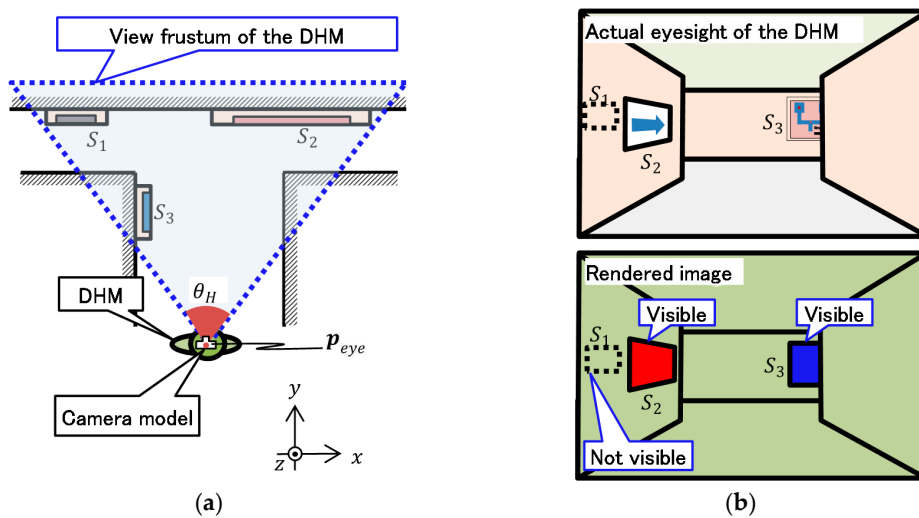 View frustum of the DHM
S₁
S₂
S₃
θ_H
DHM
p_eye
Camera model
y
z
x
(a)
Actual eyesight of the DHM
S₁
S₂
S₃
Rendered image
Visible
Visible
S₁
S₂
S₃
Not visible
(b)